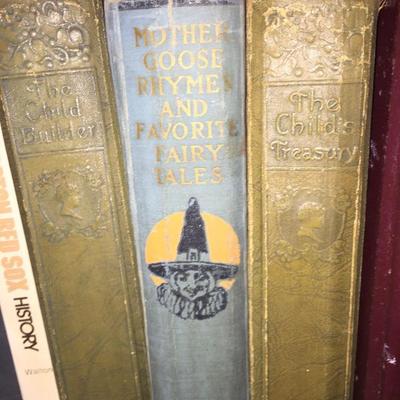 RED SOX
HISTORY
The
Child
Builder
MOTHER
GOOSE
RHYMES
AND
FAVORITE
FAIRY
TALES
The
Child's
Treasury